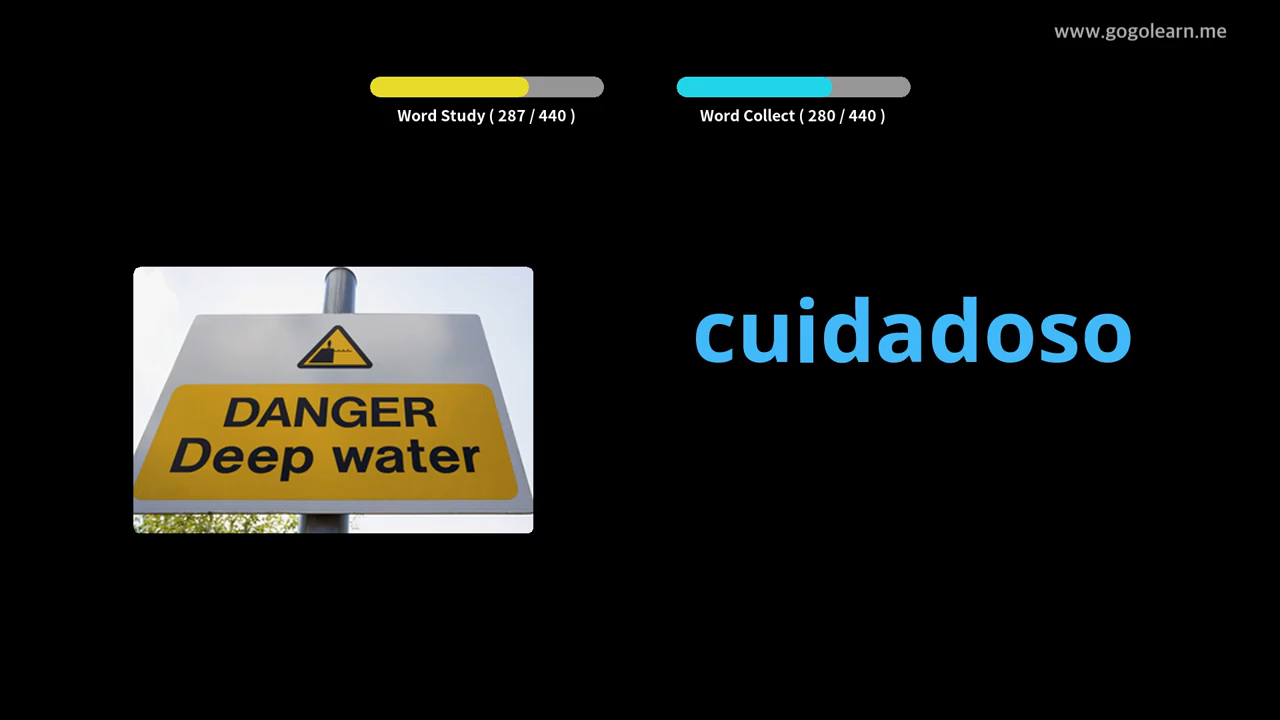 www.gogolearn.me
Word Study ( 287 / 440 )
Word Collect ( 280 / 440 )
DANGER
Deep water
cuidadoso